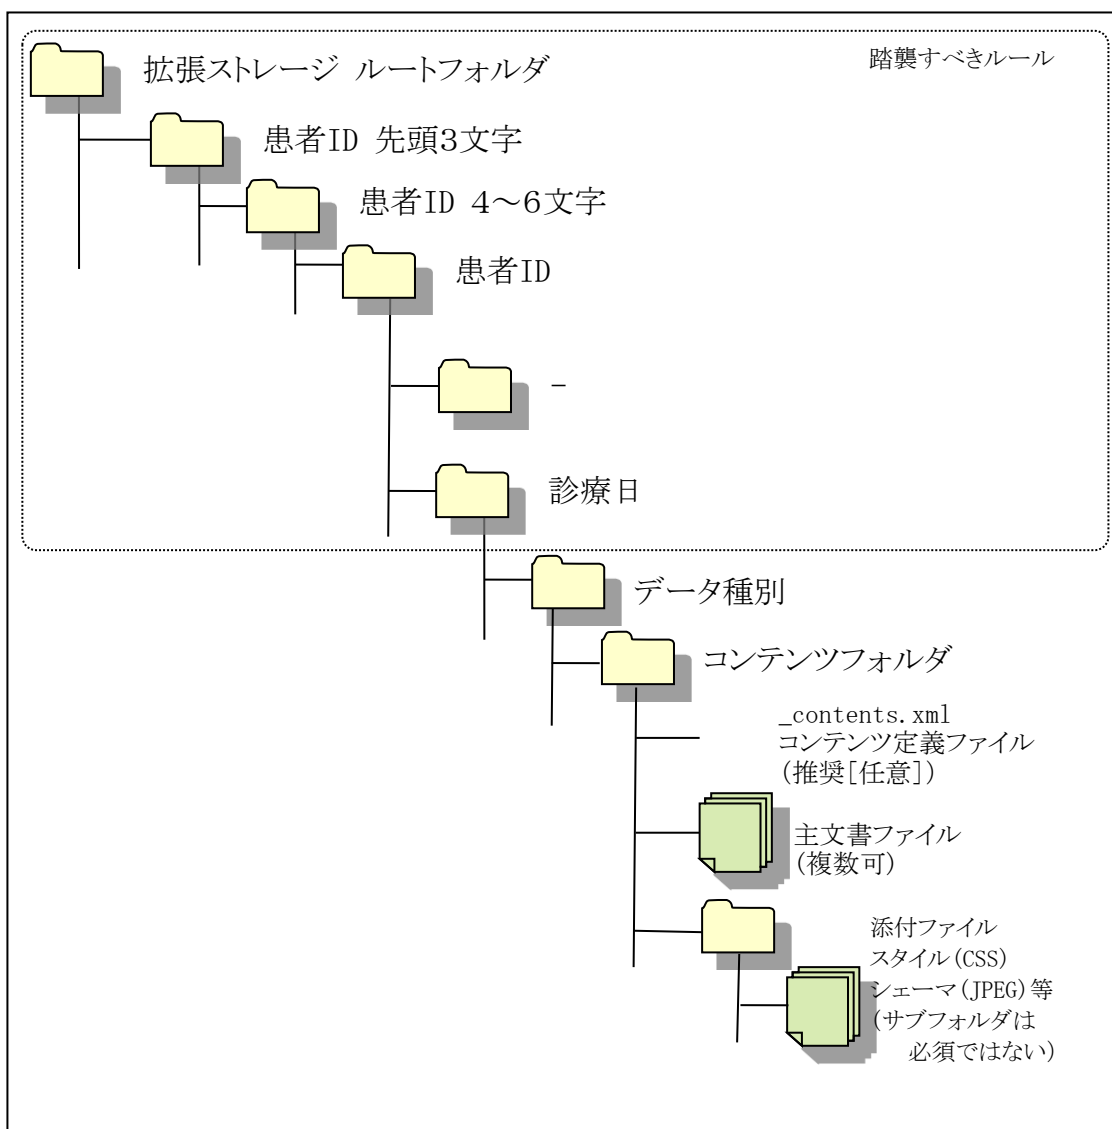 踏襲すべきルール
拡張ストレージ ルートフォルダ
患者ID 先頭3文字
患者ID 4～6文字
患者ID
-
診療日
データ種別
コンテンツフォルダ
_contents.xml
コンテンツ定義ファイル
(推奨[任意])
主文書ファイル
(複数可)
添付ファイル
スタイル(CSS)
シェーマ(JPEG)等
(サブフォルダは
必須ではない)